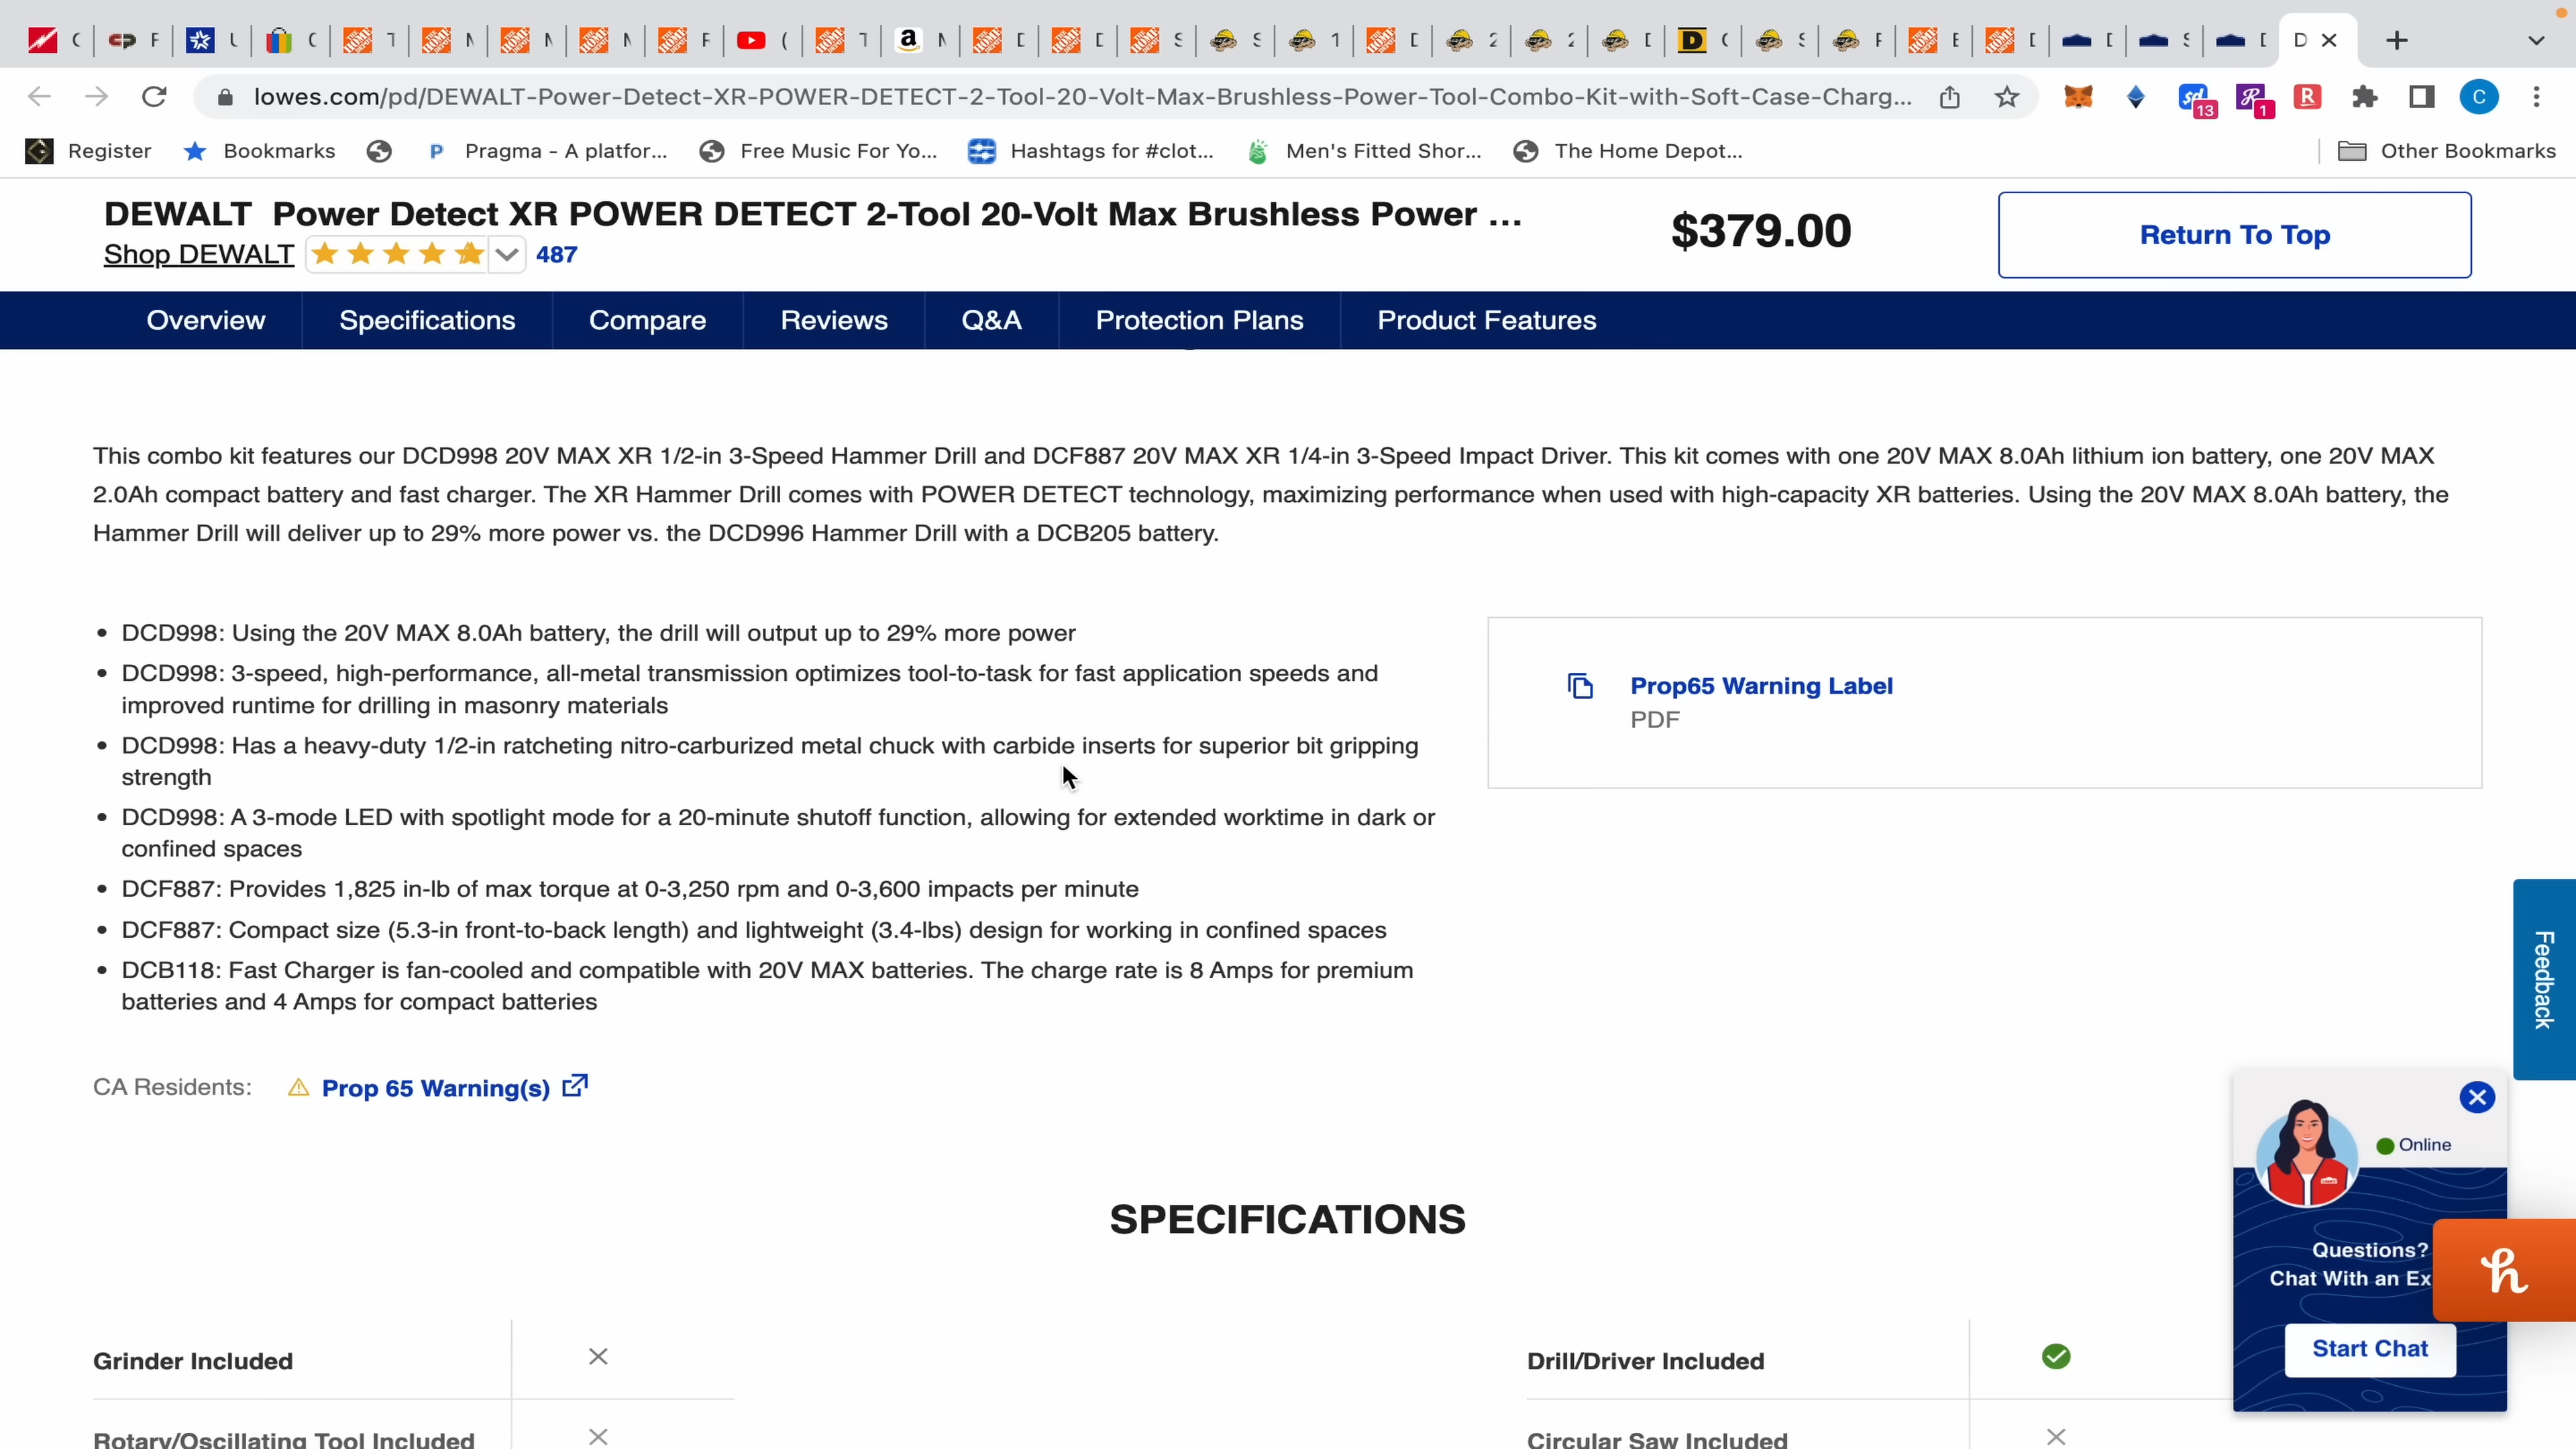 lowes.com/pd/DEWALT-Power-Detect-XR-POWER-DETECT-2-Tool-20-Volt-Max-Brushless-Power-Tool-Combo-Kit-with-Soft-Case-Charg...
13
1
C
Register
Bookmarks
Pragma - A platfor...
Free Music For Yo...
Hashtags for #clot...
Men's Fitted Shor...
The Home Depot...
Other Bookmarks
DEWALT Power Detect XR POWER DETECT 2-Tool 20-Volt Max Brushless Power ...
Shop DEWALT
487
$379.00
Return To Top
Overview
Specifications
Compare
Reviews
Q&A
Protection Plans
Product Features
This combo kit features our DCD998 20V MAX XR 1/2-in 3-Speed Hammer Drill and DCF887 20V MAX XR 1/4-in 3-Speed Impact Driver. This kit comes with one 20V MAX 8.0Ah lithium ion battery, one 20V MAX
2.0Ah compact battery and fast charger. The XR Hammer Drill comes with POWER DETECT technology, maximizing performance when used with high-capacity XR batteries. Using the 20V MAX 8.0Ah battery, the
Hammer Drill will deliver up to 29% more power vs. the DCD996 Hammer Drill with a DCB205 battery.
• DCD998: Using the 20V MAX 8.0Ah battery, the drill will output up to 29% more power
• DCD998: 3-speed, high-performance, all-metal transmission optimizes tool-to-task for fast application speeds and
improved runtime for drilling in masonry materials
• DCD998: Has a heavy-duty 1/2-in ratcheting nitro-carburized metal chuck with carbide inserts for superior bit gripping
strength
• DCD998: A 3-mode LED with spotlight mode for a 20-minute shutoff function, allowing for extended worktime in dark or
confined spaces
• DCF887: Provides 1,825 in-lb of max torque at 0-3,250 rpm and 0-3,600 impacts per minute
• DCF887: Compact size (5.3-in front-to-back length) and lightweight (3.4-lbs) design for working in confined spaces
• DCB118: Fast Charger is fan-cooled and compatible with 20V MAX batteries. The charge rate is 8 Amps for premium
batteries and 4 Amps for compact batteries
Prop65 Warning Label
PDF
CA Residents:
Prop 65 Warning(s)
Feedback
Online
Questions?
Chat With an Ex
Start Chat
SPECIFICATIONS
Grinder Included
Drill/Driver Included
Rotary/Oscillating Tool Included
Circular Saw Included